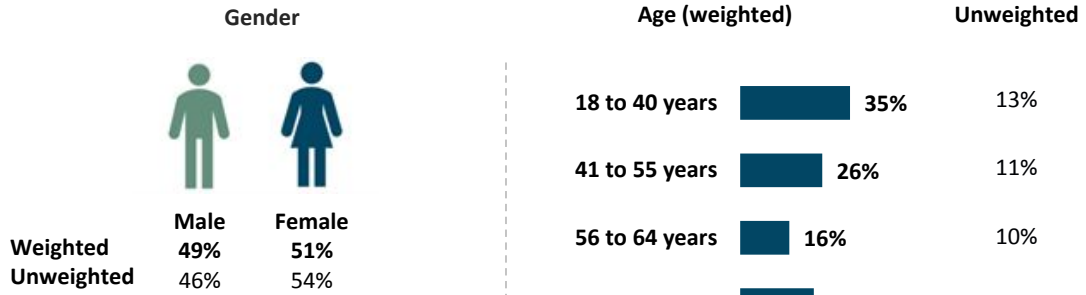 Gender
Male Female
Weighted 49% 51%
Unweighted 46% 54%
Age (weighted) Unweighted
18 to 40 years 35% 13%
41 to 55 years 26% 11%
56 to 64 years 16% 10%